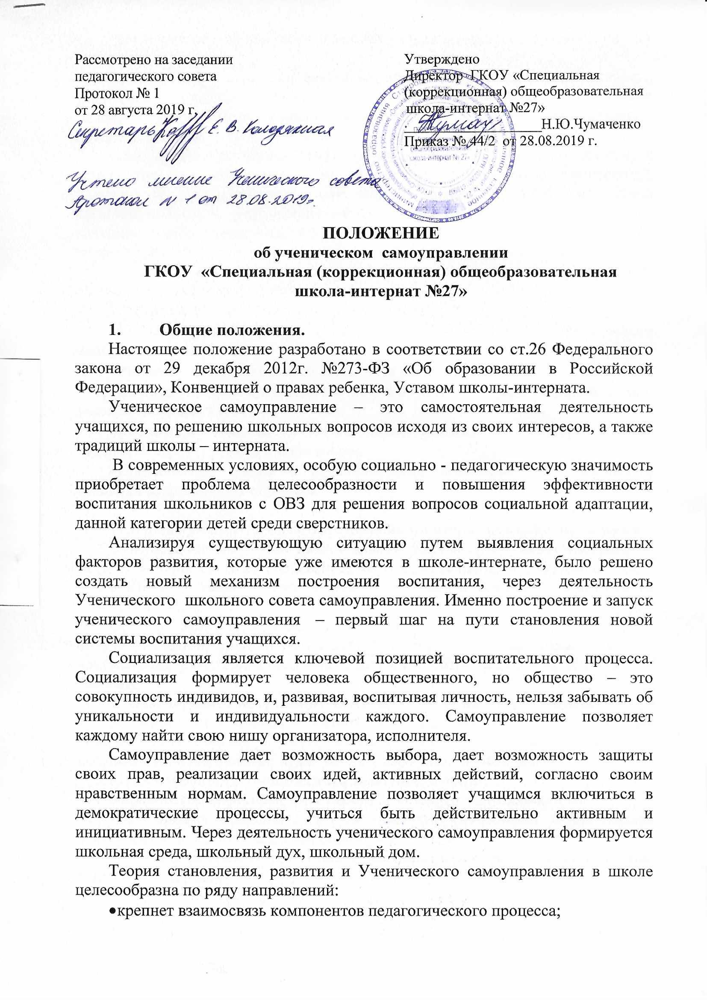 Рассмотрено на заседании
педагогического совета
Протокол № 1
от 28 августа 2019 г.
Секретарь Е. В. Колодяжная
Учтено мнение Ученического совета
Протокол № 1 от 28.08.2019г.
Утверждено
Директор ГКОУ «Специальная
(коррекционная) общеобразовательная
школа-интернат №27»
Н.Ю.Чумаченко
Приказ № 44/2 от 28.08.2019 г.
общеобразовательная
школа-интернат № 27»
ПОЛОЖЕНИЕ
об ученическом самоуправлении
ГКОУ «Специальная (коррекционная) общеобразовательная
школа-интернат №27»
1. Общие положения.
Настоящее положение разработано в соответствии со ст.26 Федерального
закона от 29 декабря 2012г. №273-ФЗ «Об образовании в Российской
Федерации», Конвенцией о правах ребенка, Уставом школы-интерната.
Ученическое самоуправление – это самостоятельная деятельность
учащихся, по решению школьных вопросов исходя из своих интересов, а также
традиций школы – интерната.
В современных условиях, особую социально - педагогическую значимость
приобретает проблема целесообразности и повышения эффективности
воспитания школьников с ОВЗ для решения вопросов социальной адаптации,
данной категории детей среди сверстников.
Анализируя существующую ситуацию путем выявления социальных
факторов развития, которые уже имеются в школе-интернате, было решено
создать новый механизм построения воспитания, через деятельность
Ученического школьного совета самоуправления. Именно построение и запуск
ученического самоуправления – первый шаг на пути становления новой
системы воспитания учащихся.
Социализация является ключевой позицией воспитательного процесса.
Социализация формирует человека общественного, но общество – это
совокупность индивидов, и, развивая, воспитывая личность, нельзя забывать об
уникальности и индивидуальности каждого. Самоуправление позволяет
каждому найти свою нишу организатора, исполнителя.
Самоуправление дает возможность выбора, дает возможность защиты
своих прав, реализации своих идей, активных действий, согласно своим
нравственным нормам. Самоуправление позволяет учащимся включиться в
демократические процессы, учиться быть действительно активным и
инициативным. Через деятельность ученического самоуправления формируется
школьная среда, школьный дух, школьный дом.
Теория становления, развития и Ученического самоуправления в школе
целесообразна по ряду направлений:
•крепнет взаимосвязь компонентов педагогического процесса;